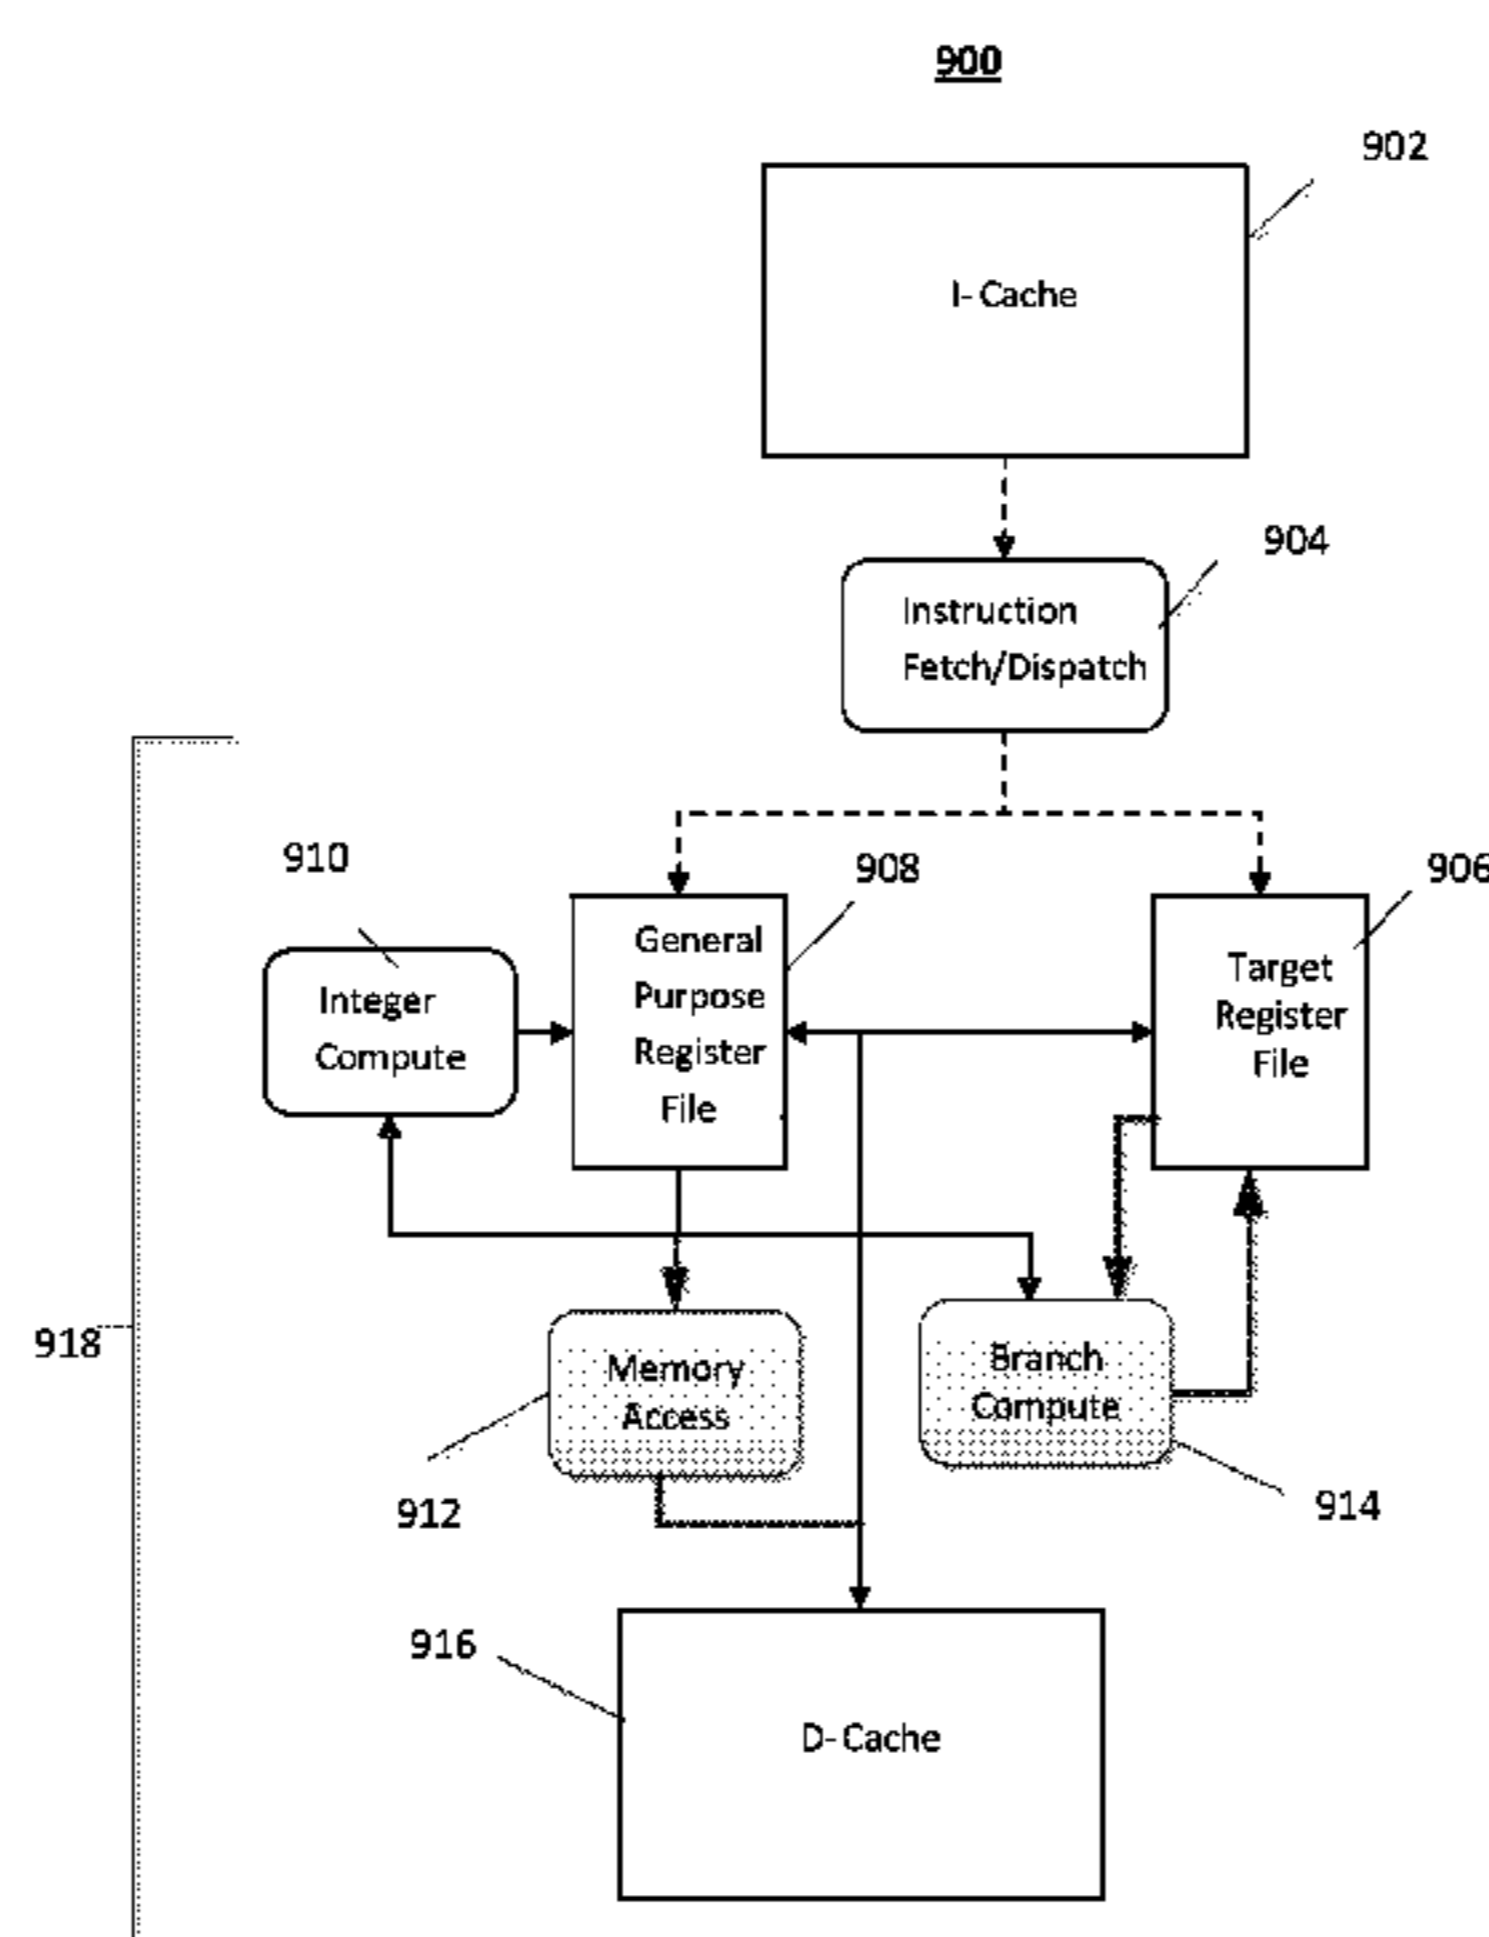 900
902
I-Cache
904
Instruction
Fetch/Dispatch
910
908
906
General
Purpose
Register
File
Target
Register
File
Integer
Compute
918
Memory
Access
Branch
Compute
912
914
916
D-Cache